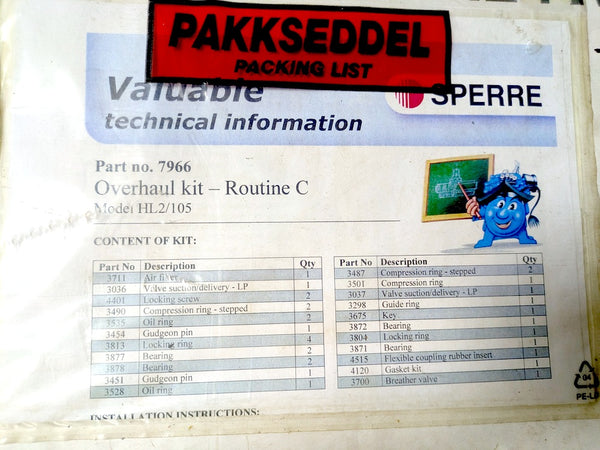 PAKKSEDDEL
PACKING LIST
Valuable
technical information
SPERRE
Part no. 7966
Overhaul kit – Routine C
Model HL2/105
CONTENT OF KIT:
Part No Description Qty
3711 Air filter 1
3036 Valve suction/delivery - LP 1
4401 Locking screw 2
3490 Compression ring - stepped 2
3535 Oil ring 2
3454 Gudgeon pin 1
3813 Locking ring 4
3877 Bearing 2
3878 Bearing 2
3451 Gudgeon pin 1
3528 Oil ring 1
Part No Description Qty
3487 Compression ring - stepped 2
3501 Compression ring 1
3037 Valve suction/delivery - LP 1
3298 Guide ring 1
3675 Key 1
3872 Bearing 1
3804 Locking ring 1
3871 Bearing 1
4515 Flexible coupling rubber insert 1
4120 Gasket kit 1
3700 Breather valve 1
INSTALLATION INSTRUCTIONS:
04